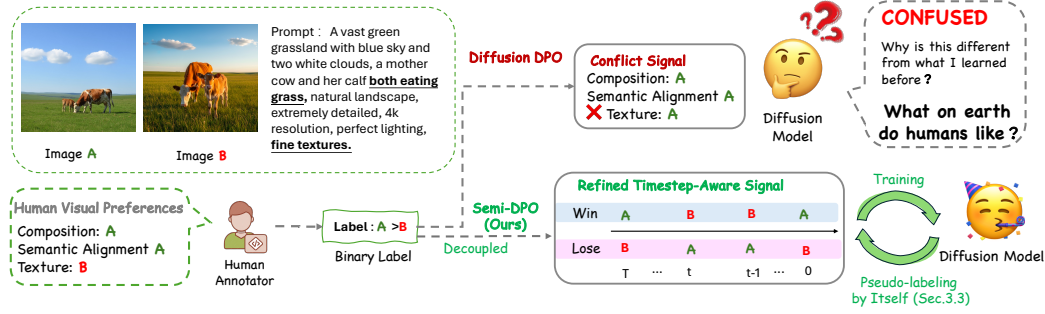 Prompt： A vast green
grassland with blue sky and
two white clouds, a mother
cow and her calf both eating
grass, natural landscape,
extremely detailed, 4k
resolution, perfect lighting,
fine textures.
Image A
Image B
Human Visual Preferences
Composition: A
Semantic Alignment A
Texture: B
Human
Annotator
Label : A >B
Binary Label
Diffusion DPO
Conflict Signal
Composition: A
Semantic Alignment A
Texture: A
Diffusion
Model
CONFUSED
Why is this different
from what I learned
before ?
What on earth
do humans like ?
Semi-DPO
(Ours)
Decoupled
Refined Timestep-Aware Signal
Win A B B A
Lose B A A B
T ... t t-1 ... 0
Training
Diffusion Model
Pseudo-labeling
by Itself (Sec.3.3)